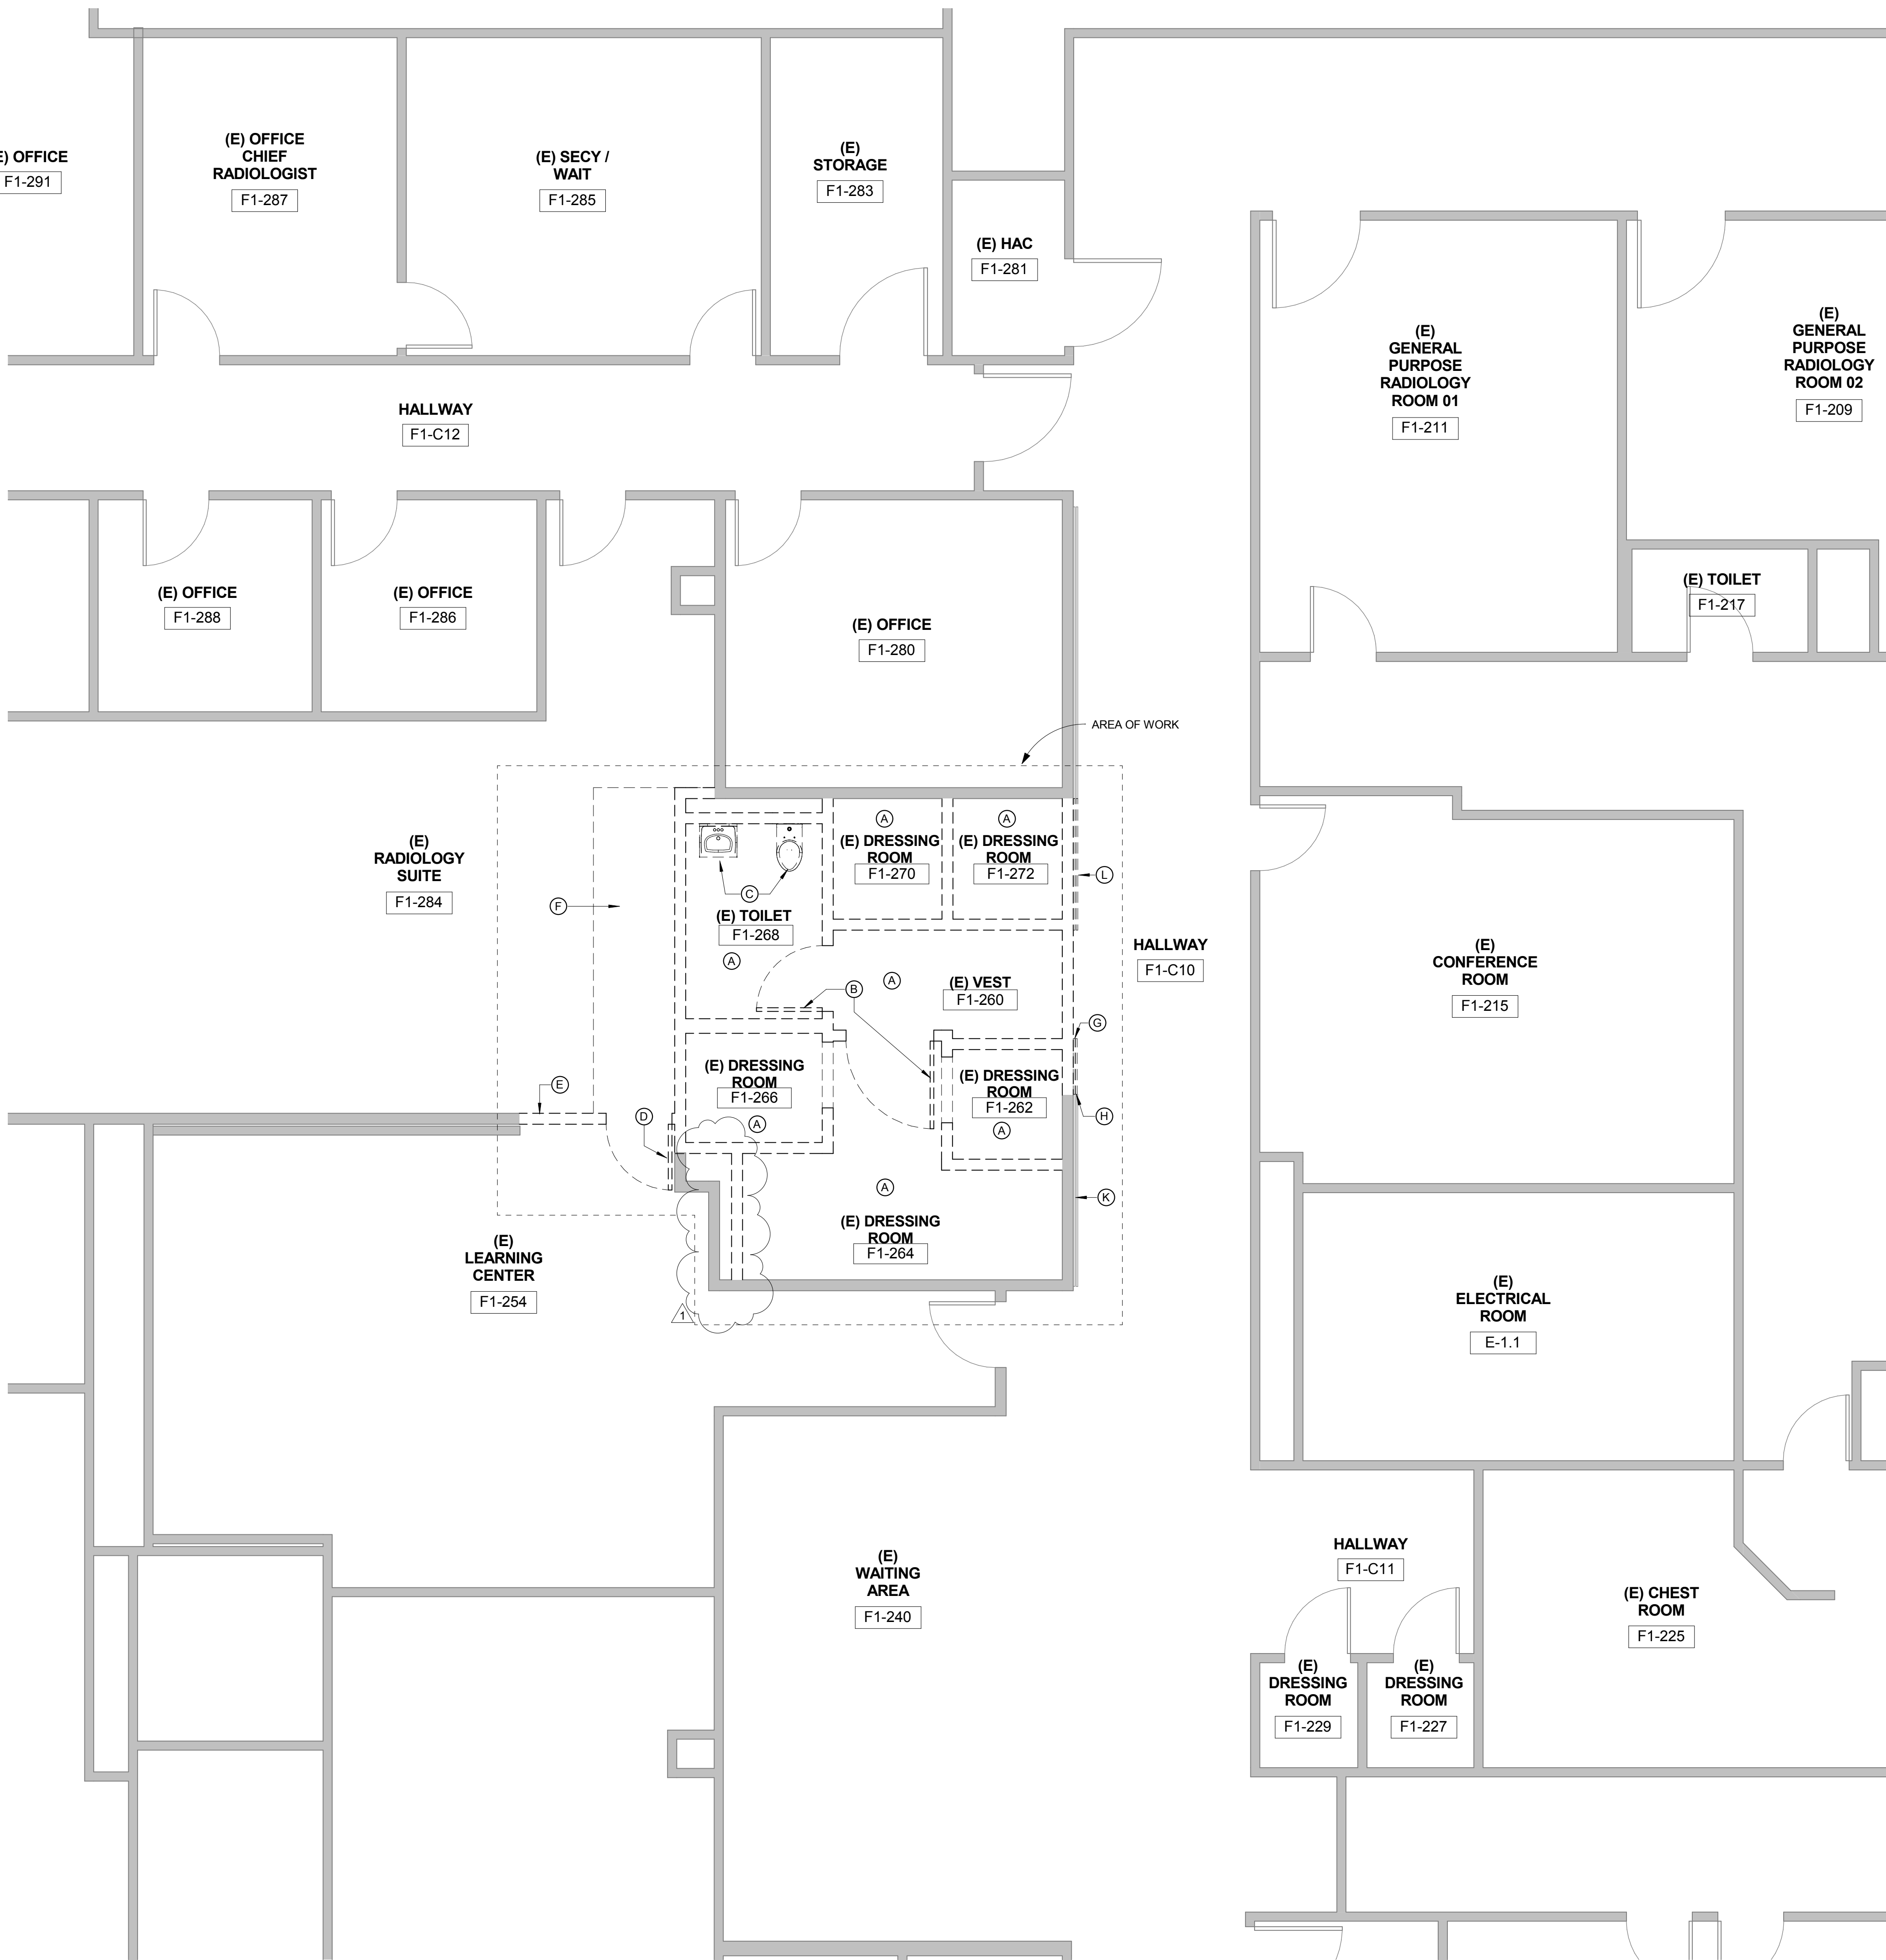 E) OFFICE
F1-291
(E) OFFICE
CHIEF
RADIOLOGIST
F1-287
(E) SECY /
WAIT
F1-285
(E)
STORAGE
F1-283
(E) HAC
F1-281
(E)
GENERAL
PURPOSE
RADIOLOGY
ROOM 01
F1-211
(E)
GENERAL
PURPOSE
RADIOLOGY
ROOM 02
F1-209
HALLWAY
F1-C12
(E) OFFICE
F1-288
(E) OFFICE
F1-286
(E) OFFICE
F1-280
(E) TOILET
F1-217
AREA OF WORK
(E)
RADIOLOGY
SUITE
F1-284
F
C
(E) TOILET
F1-268
A
A
(E) DRESSING
ROOM
F1-270
A
(E) DRESSING
ROOM
F1-272
L
HALLWAY
F1-C10
A
B
(E) VEST
F1-260
G
(E)
CONFERENCE
ROOM
F1-215
E
D
(E) DRESSING
ROOM
F1-266
A
(E) DRESSING
ROOM
F1-262
A
H
A
(E) DRESSING
ROOM
F1-264
K
1
(E)
LEARNING
CENTER
F1-254
(E)
ELECTRICAL
ROOM
E-1.1
(E)
WAITING
AREA
F1-240
HALLWAY
F1-C11
(E) CHEST
ROOM
F1-225
(E)
DRESSING
ROOM
F1-229
(E)
DRESSING
ROOM
F1-227